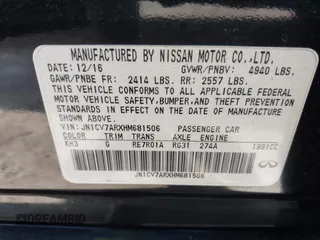 MANUFACTURED BY NISSAN MOTOR CO.,LTD.
DATE: 12/16 GVWR/PNBV: 4940 LBS.
GAWR/PNBE FR: 2414 LBS. RR: 2557 LBS.
THIS VEHICLE CONFORMS TO ALL APPLICABLE
FEDERAL MOTOR VEHICLE SAFETY,BUMPER,AND THEFT
PREVENTION STANDARDS IN EFFECT ON THE DATE OF
MANUFACTURE SHOWN ABOVE.
VIN: JN1CV7ARXHM681506 PASSENGER CAR
COLOR TRIM TRANS AXLE ENGINE
KH3 G RE7R01A RG31 274A 1991CC
DREAMBID